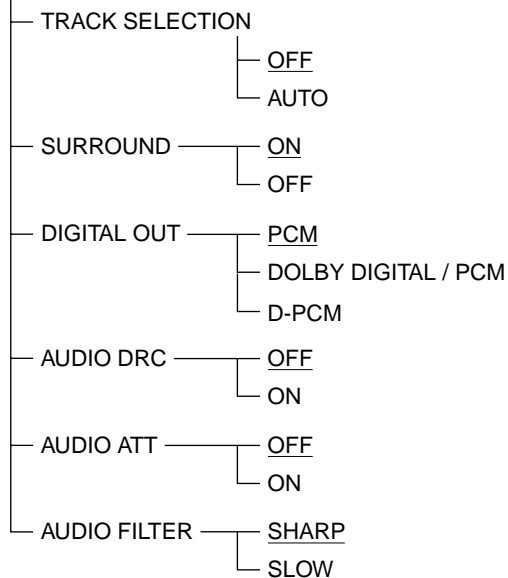 TRACK SELECTION
OFF
AUTO
SURROUND ON
OFF
DIGITAL OUT PCM
DOLBY DIGITAL / PCM
D-PCM
AUDIO DRC OFF
ON
AUDIO ATT OFF
ON
AUDIO FILTER SHARP
SLOW